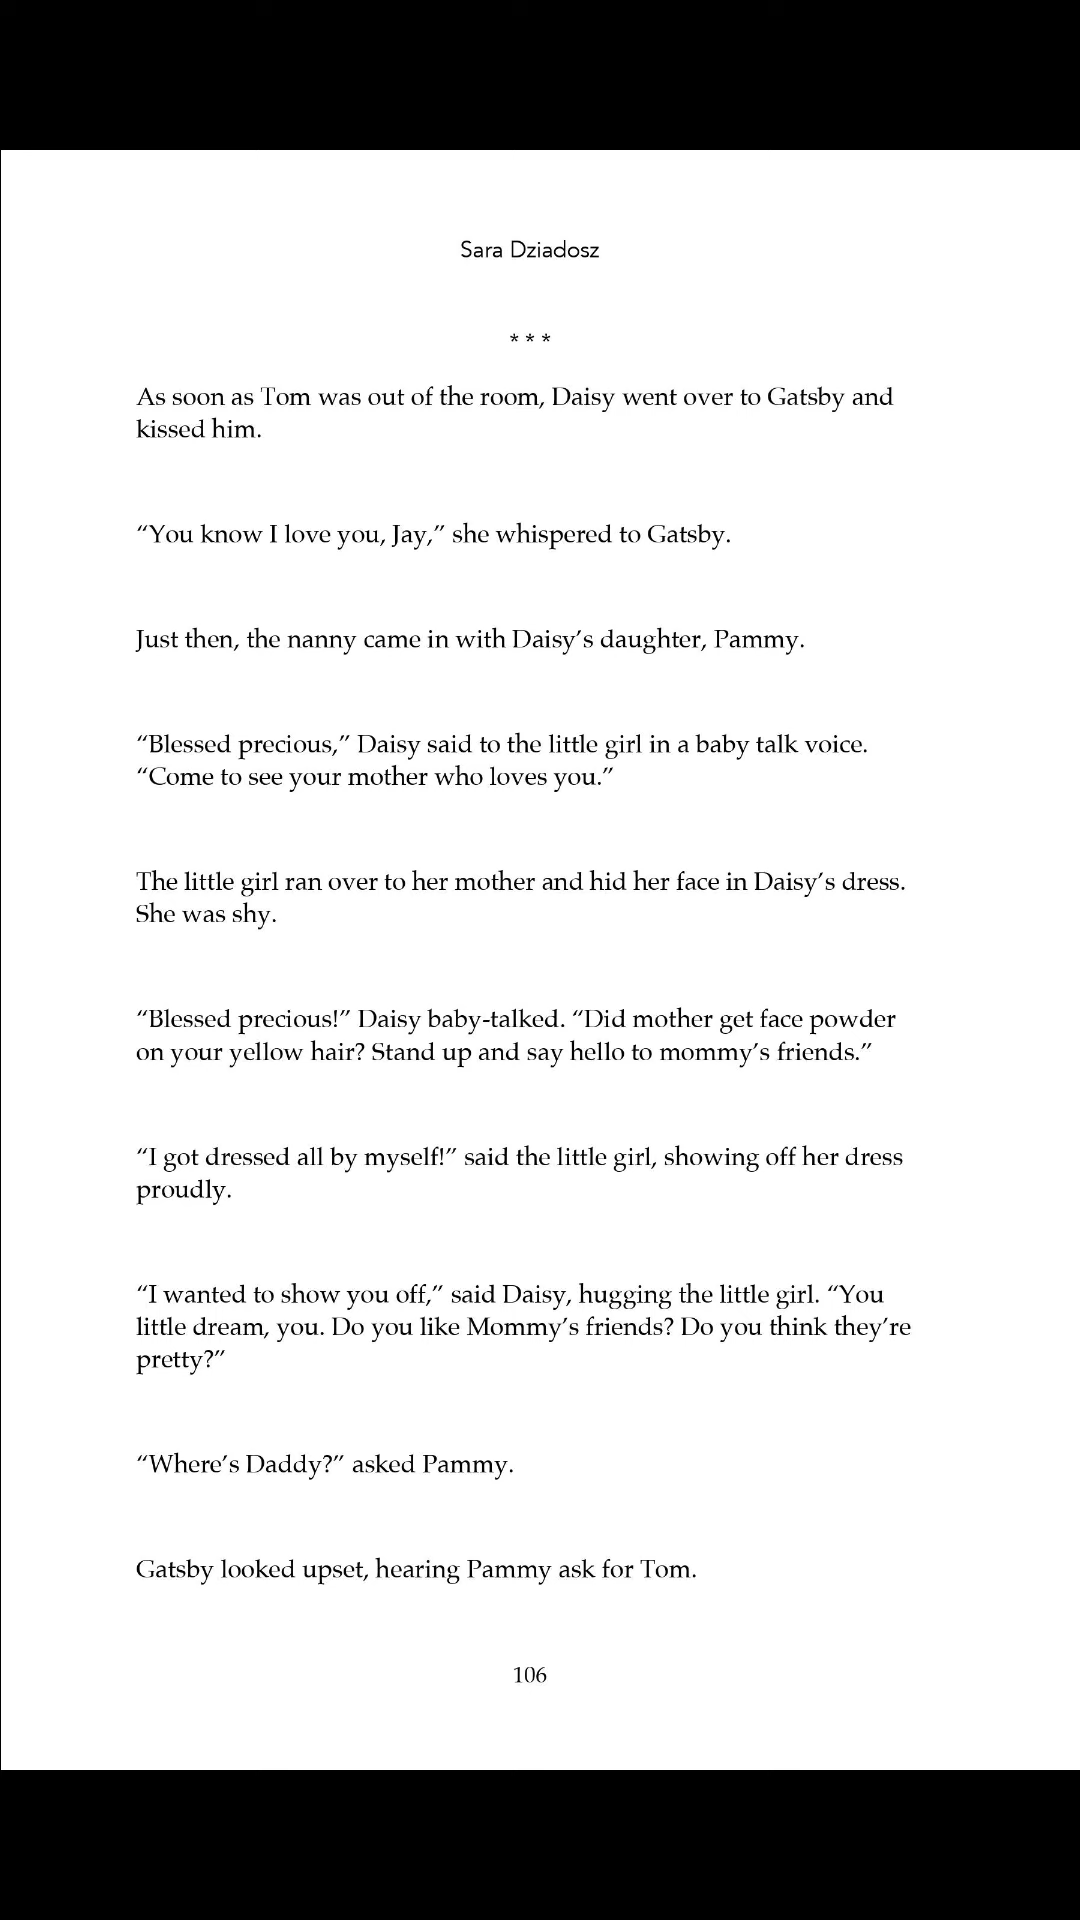 Sara Dziadosz
* * *
As soon as Tom was out of the room, Daisy went over to Gatsby and
kissed him.
“You know I love you, Jay,” she whispered to Gatsby.
Just then, the nanny came in with Daisy’s daughter, Pammy.
“Blessed precious,” Daisy said to the little girl in a baby talk voice.
“Come to see your mother who loves you.”
The little girl ran over to her mother and hid her face in Daisy’s dress.
She was shy.
“Blessed precious!” Daisy baby-talked. “Did mother get face powder
on your yellow hair? Stand up and say hello to mommy’s friends.”
“I got dressed all by myself!” said the little girl, showing off her dress
proudly.
“I wanted to show you off,” said Daisy, hugging the little girl. “You
little dream, you. Do you like Mommy’s friends? Do you think they’re
pretty?”
“Where’s Daddy?” asked Pammy.
Gatsby looked upset, hearing Pammy ask for Tom.
106